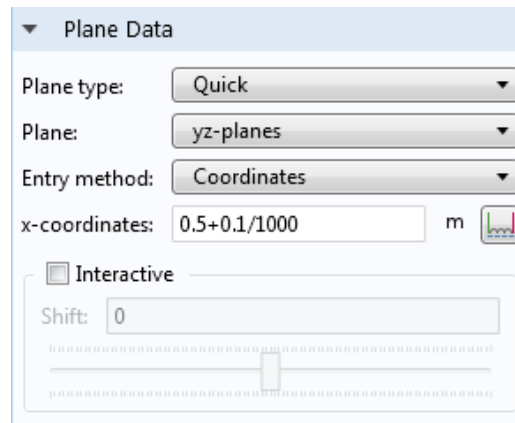 Plane Data
Plane type: Quick
Plane: yz-planes
Entry method: Coordinates
x-coordinates: 0.5+0.1/1000 m
Interactive
Shift: 0